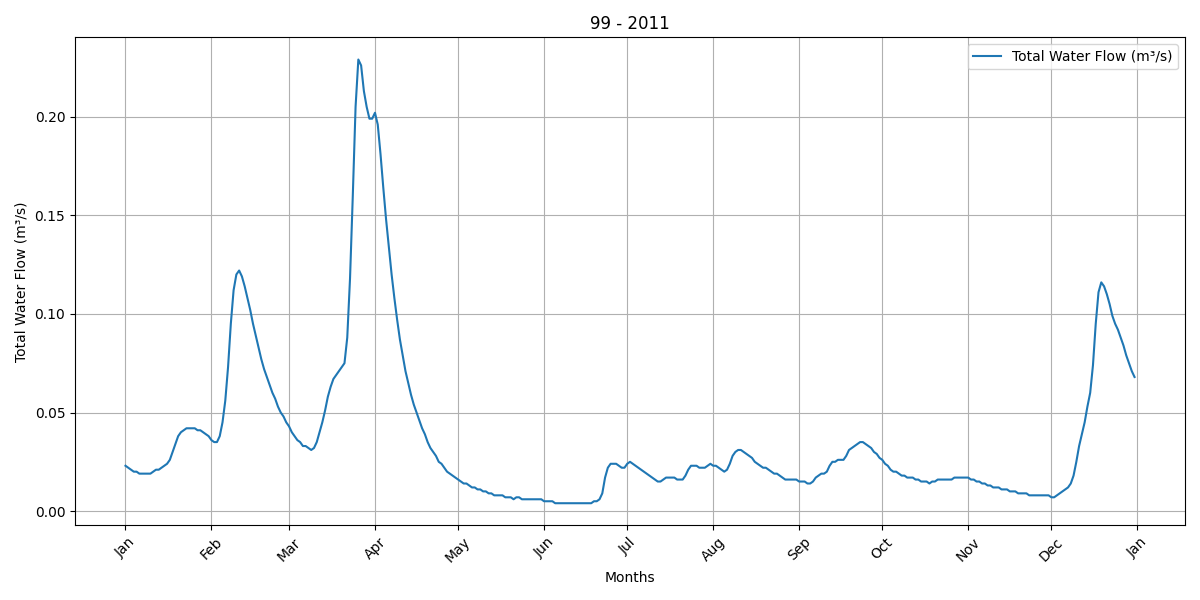 99 - 2011
Total Water Flow (m³/s)
Total Water Flow (m³/s)
0.20
0.15
0.10
0.05
0.00
Jan Feb Mar Apr May Jun Jul Aug Sep Oct Nov Dec Jan
Months